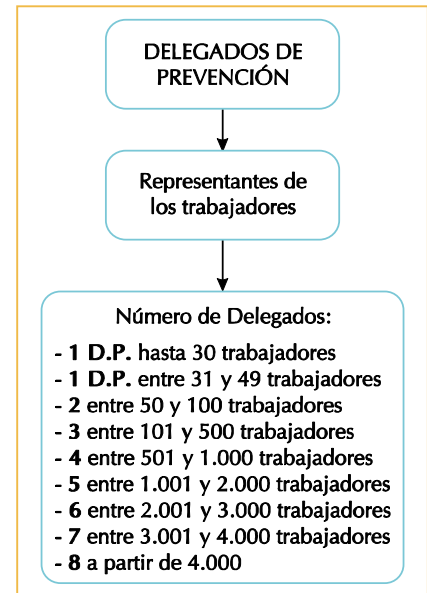 DELEGADOS DE
PREVENCIÓN
Representantes de
los trabajadores
Número de Delegados:
- 1 D.P. hasta 30 trabajadores
- 1 D.P. entre 31 y 49 trabajadores
- 2 entre 50 y 100 trabajadores
- 3 entre 101 y 500 trabajadores
- 4 entre 501 y 1.000 trabajadores
- 5 entre 1.001 y 2.000 trabajadores
- 6 entre 2.001 y 3.000 trabajadores
- 7 entre 3.001 y 4.000 trabajadores
- 8 a partir de 4.000